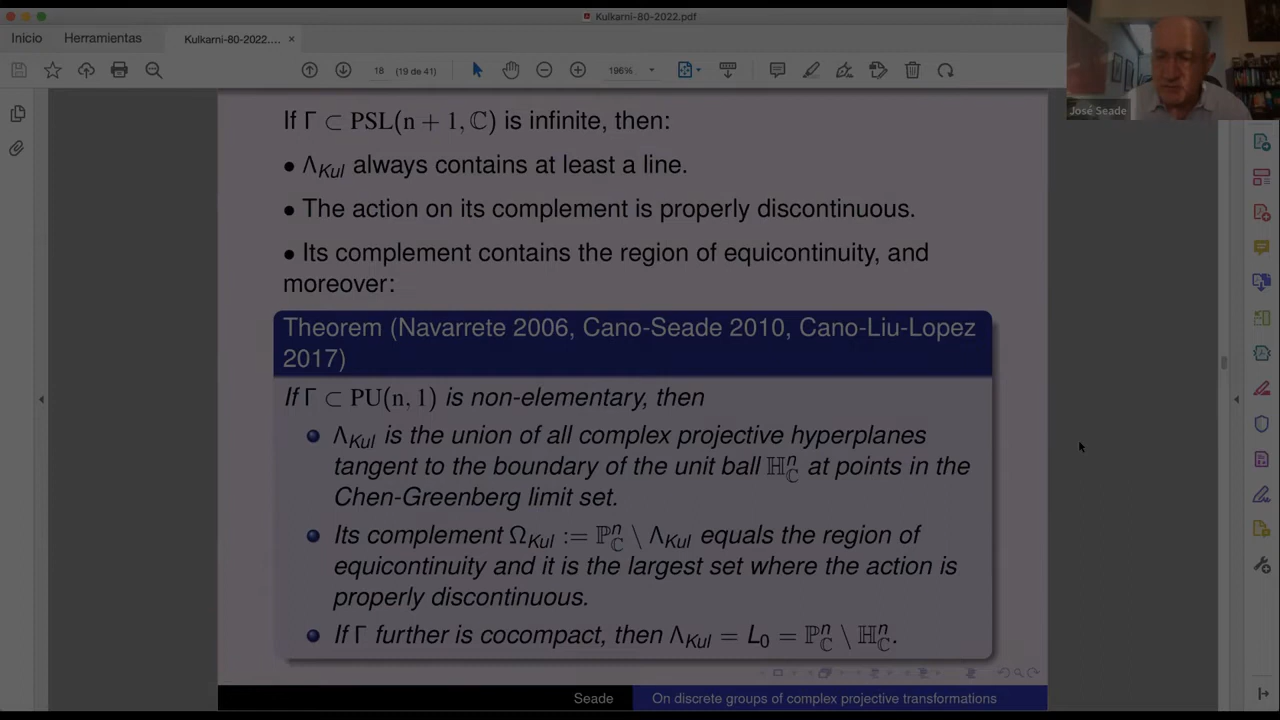 Kulkarni-80-2022.pdf
Inicio
Herramientas
Kulkarni-80-2022....
×
18
(19 de 41)
196%
José Seade
If Γ ⊂ PSL(n + 1, ℂ) is infinite, then:
• Λ_Kul always contains at least a line.
• The action on its complement is properly discontinuous.
• Its complement contains the region of equicontinuity, and
moreover:
Theorem (Navarrete 2006, Cano-Seade 2010, Cano-Liu-Lopez
2017)
If Γ ⊂ PU(n, 1) is non-elementary, then
Λ_Kul is the union of all complex projective hyperplanes
tangent to the boundary of the unit ball ℍ^n_ℂ at points in the
Chen-Greenberg limit set.
Its complement Ω_Kul := ℙ^n_ℂ \ Λ_Kul equals the region of
equicontinuity and it is the largest set where the action is
properly discontinuous.
If Γ further is cocompact, then Λ_Kul = L_0 = ℙ^n_ℂ \ ℍ^n_ℂ.
Seade
On discrete groups of complex projective transformations